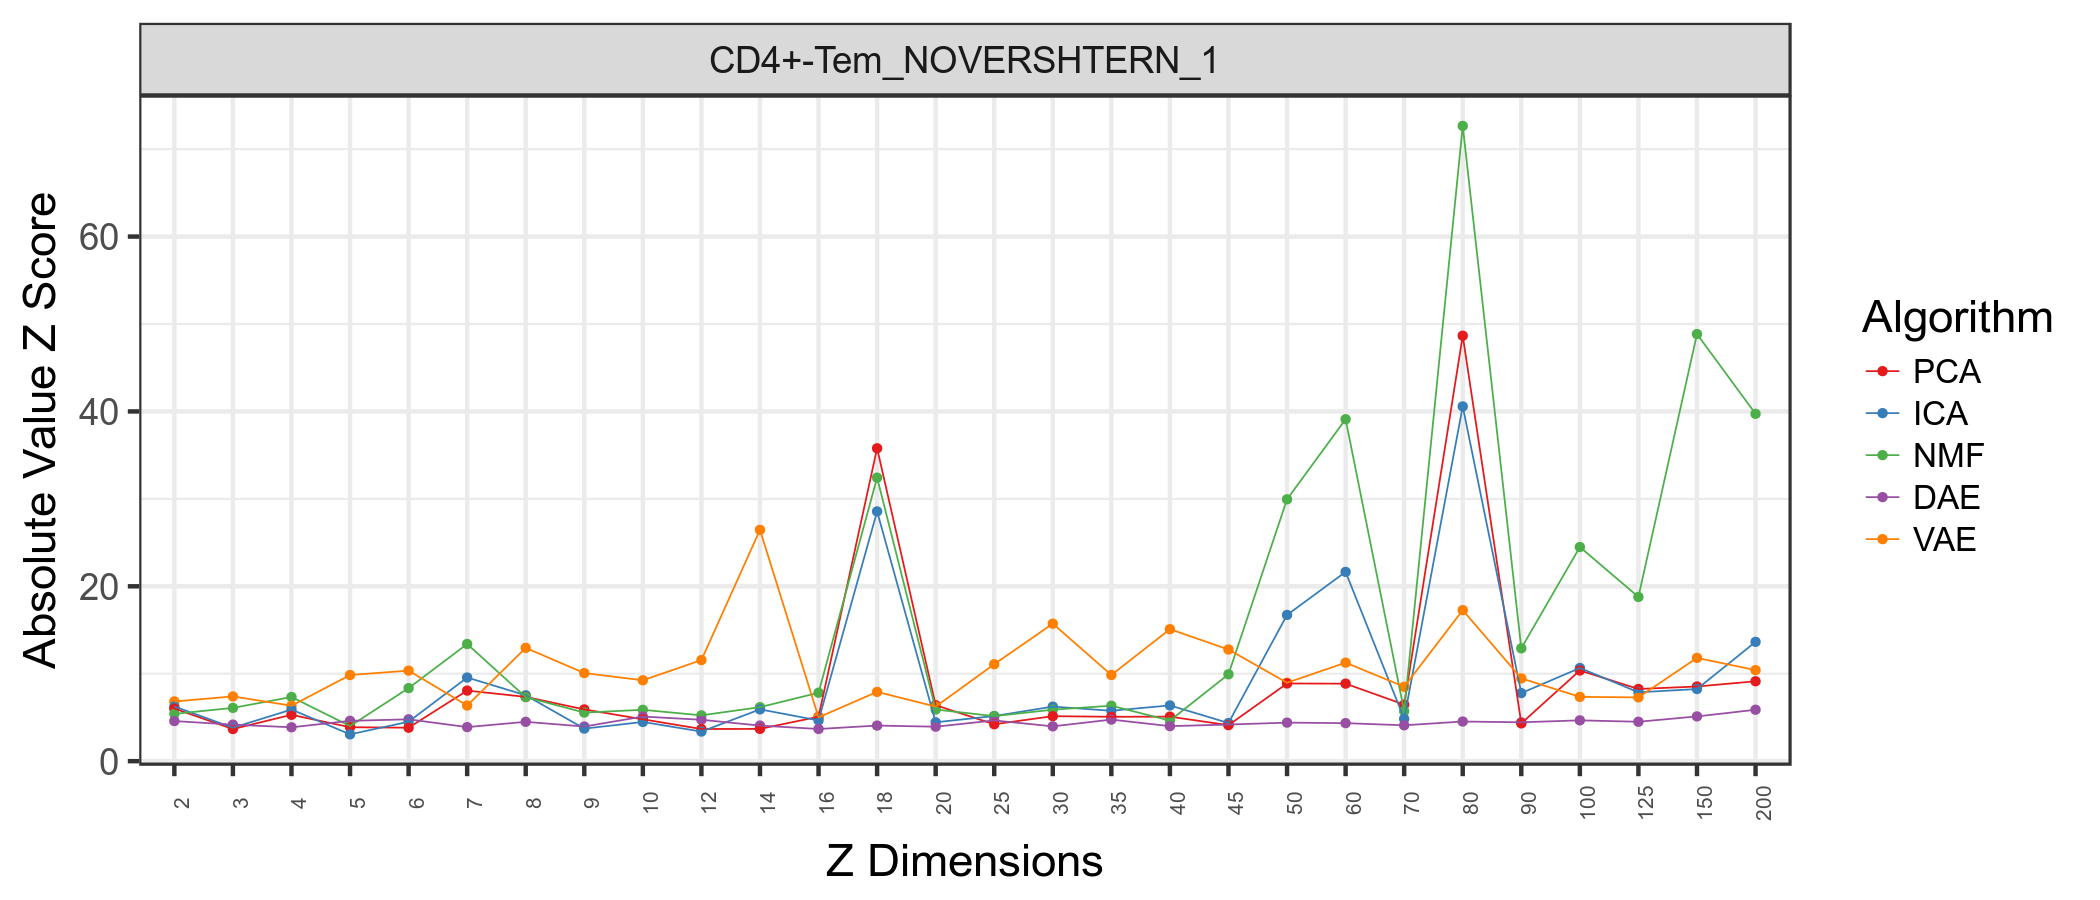 CD4+-Tem_NOVERSHTERN_1
Absolute Value Z Score
60
40
20
0
2 3 4 5 6 7 8 9 10 12 14 16 18 20 25 30 35 40 45 50 60 70 80 90 100 125 150 200
Z Dimensions
Algorithm
PCA
ICA
NMF
DAE
VAE